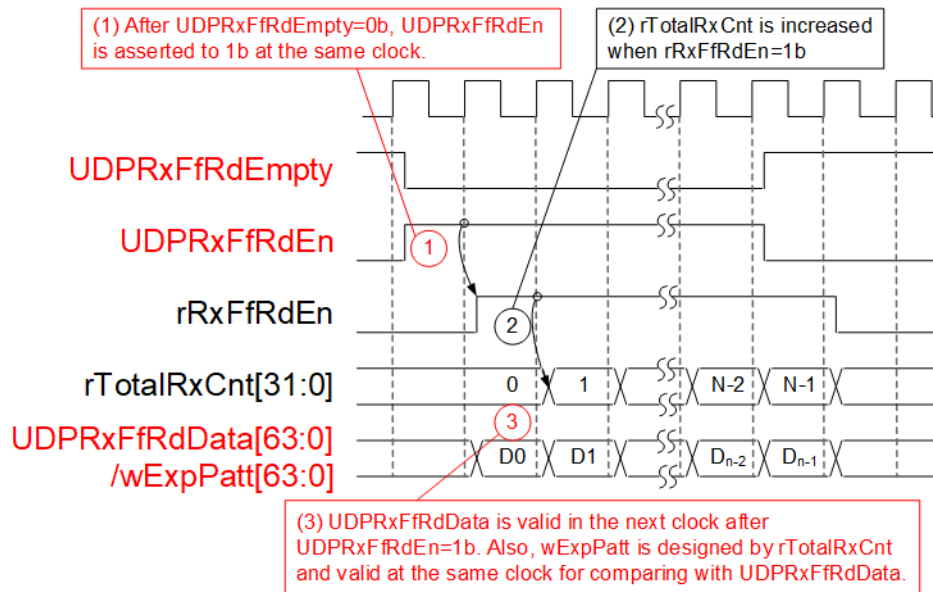 (1) After UDPRxFfRdEmpty=0b, UDPRxFfRdEn
is asserted to 1b at the same clock.
(2) rTotalRxCnt is increased
when rRxFfRdEn=1b
UDPRxFfRdEmpty
UDPRxFfRdEn
1
rRxFfRdEn
2
rTotalRxCnt[31:0]
0 1 N-2 N-1
3
UDPRxFfRdData[63:0]
/wExpPatt[63:0]
D0 D1 Dn-2 Dn-1
(3) UDPRxFfRdData is valid in the next clock after
UDPRxFfRdEn=1b. Also, wExpPatt is designed by rTotalRxCnt
and valid at the same clock for comparing with UDPRxFfRdData.